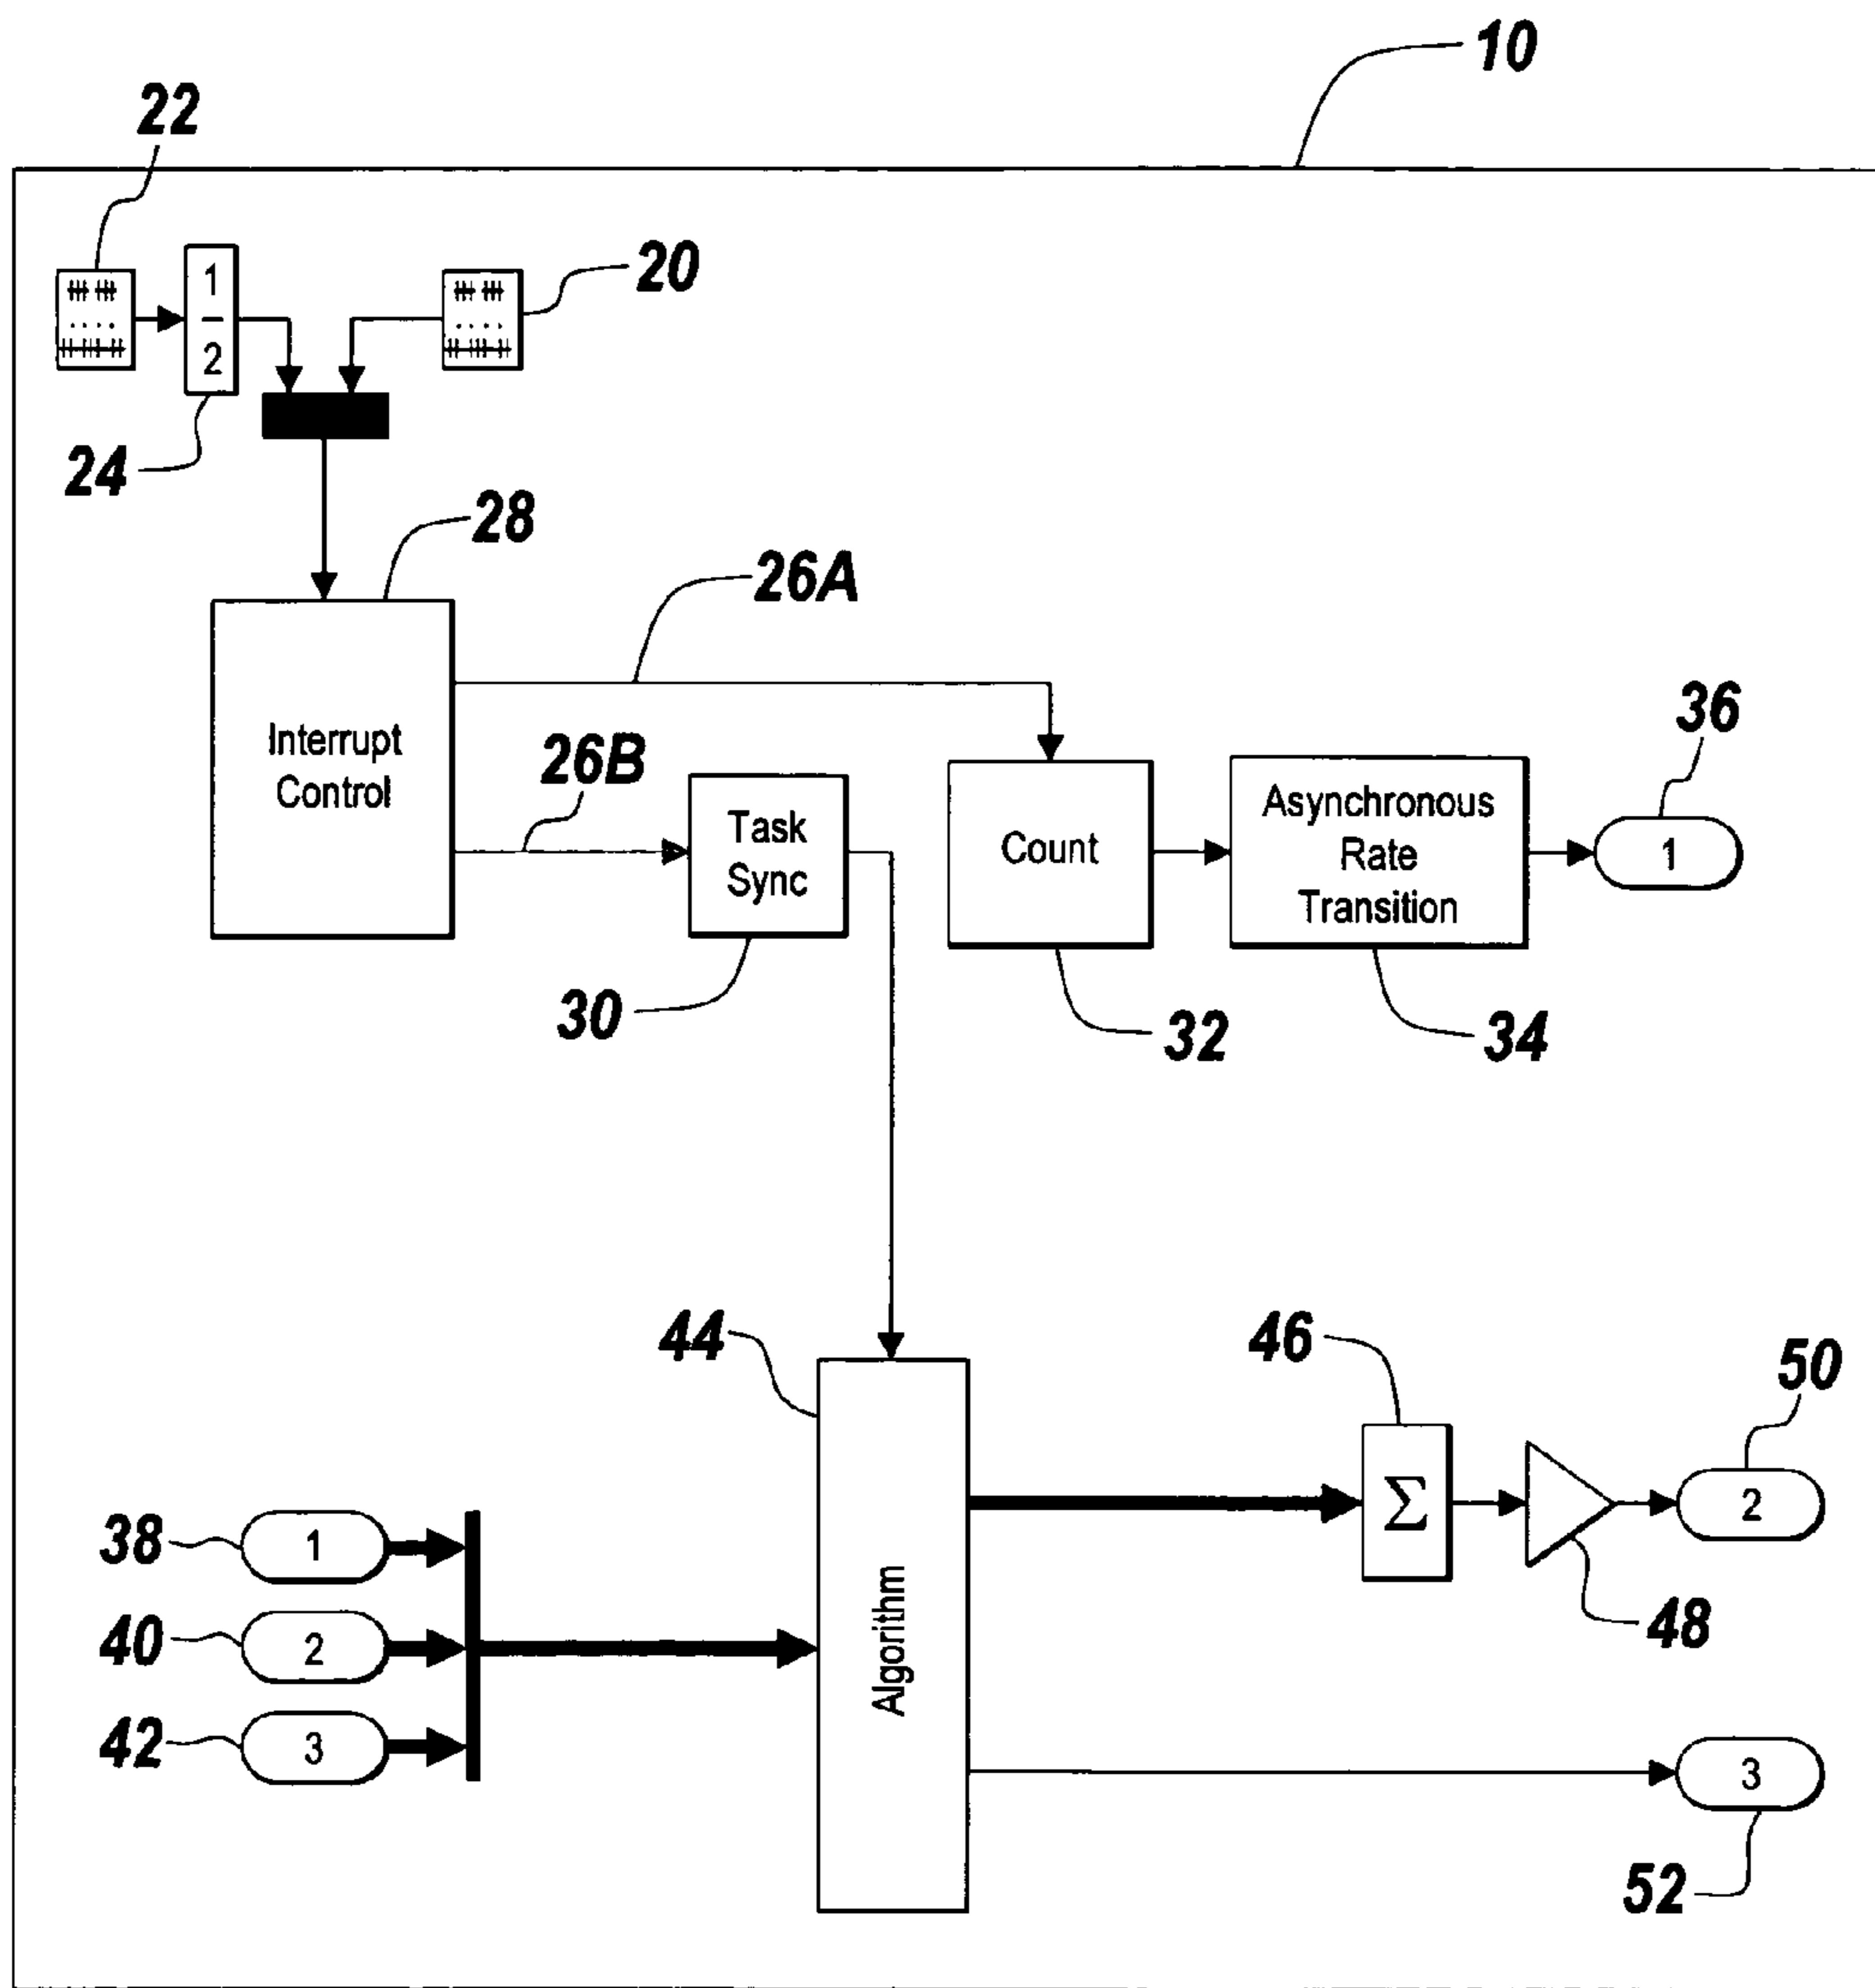 10
22
1
2
20
24
28
26A
Interrupt
Control
26B
Task
Sync
30
Count
32
Asynchronous
Rate
Transition
34
36
1
44
Algorithm
46
Σ
48
50
2
38
1
40
2
42
3
3
52